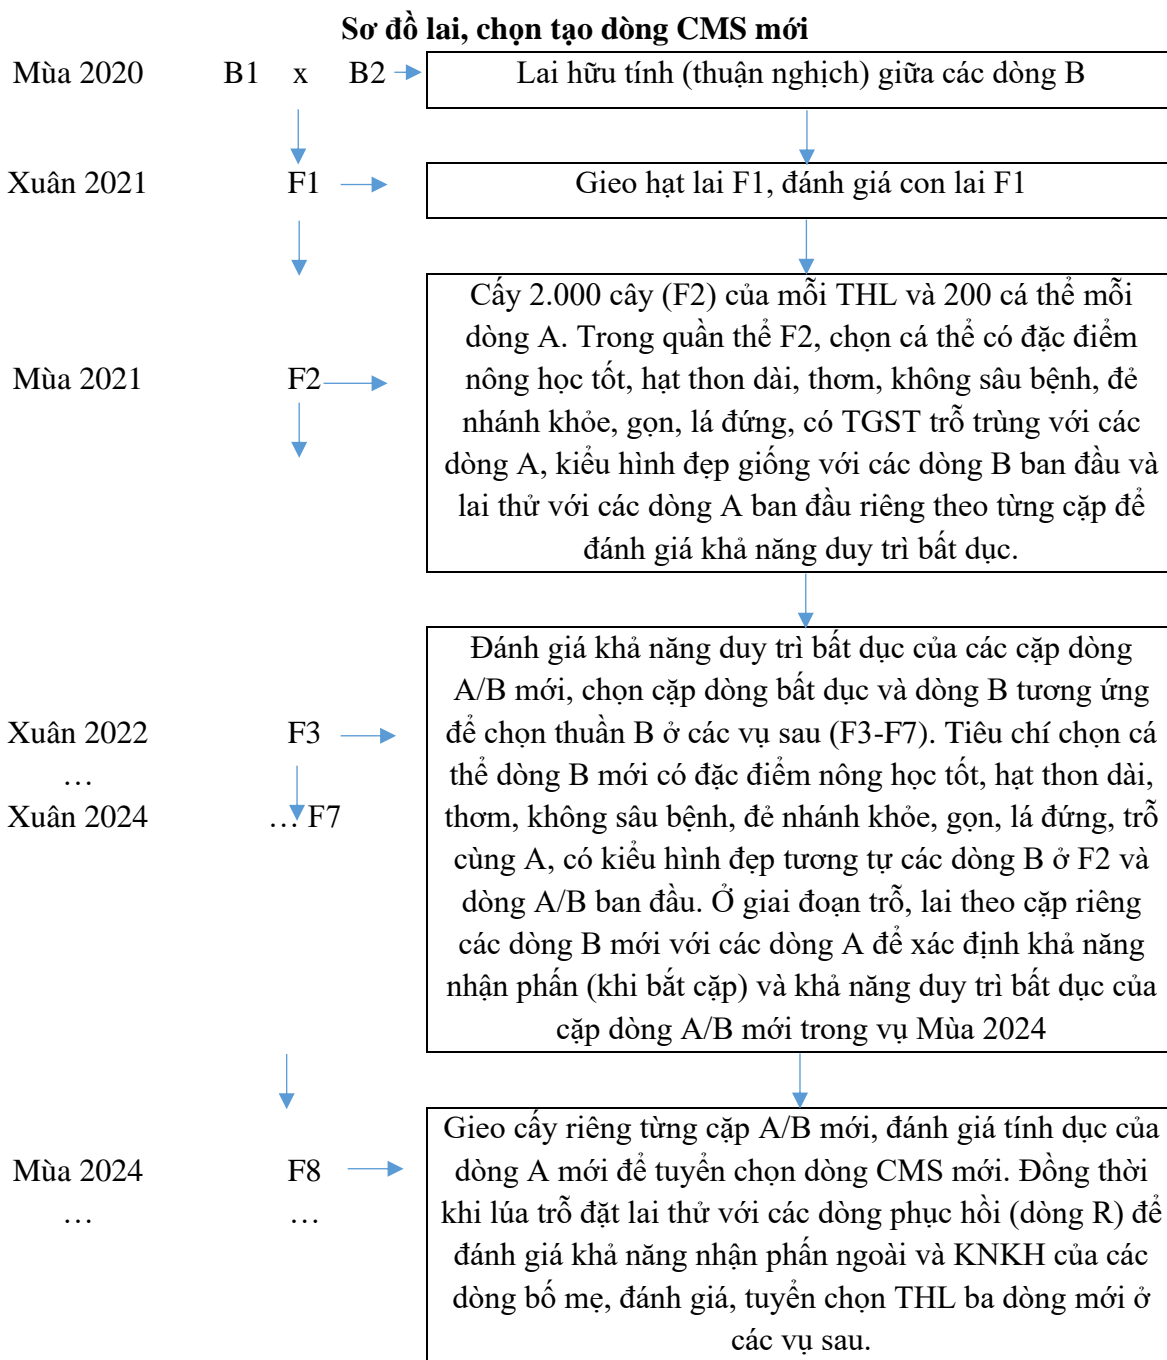 Sơ đồ lai, chọn tạo dòng CMS mới
Mùa 2020 B1 x B2 Lai hữu tính (thuận nghịch) giữa các dòng B
Xuân 2021 F1 Gieo hạt lai F1, đánh giá con lai F1
Mùa 2021 F2
Cấy 2.000 cây (F2) của mỗi THL và 200 cá thể mỗi
dòng A. Trong quần thể F2, chọn cá thể có đặc điểm
nông học tốt, hạt thon dài, thơm, không sâu bệnh, đẻ
nhánh khỏe, gọn, lá đứng, có TGST trỗ trùng với các
dòng A, kiểu hình đẹp giống với các dòng B ban đầu và
lai thử với các dòng A ban đầu riêng theo từng cặp để
đánh giá khả năng duy trì bất dục.
Xuân 2022 F3
…
Xuân 2024 … F7
Đánh giá khả năng duy trì bất dục của các cặp dòng
A/B mới, chọn cặp dòng bất dục và dòng B tương ứng
để chọn thuần B ở các vụ sau (F3-F7). Tiêu chí chọn cá
thể dòng B mới có đặc điểm nông học tốt, hạt thon dài,
thơm, không sâu bệnh, đẻ nhánh khỏe, gọn, lá đứng, trỗ
cùng A, có kiểu hình đẹp tương tự các dòng B ở F2 và
dòng A/B ban đầu. Ở giai đoạn trỗ, lai theo cặp riêng
các dòng B mới với các dòng A để xác định khả năng
nhận phấn (khi bắt cặp) và khả năng duy trì bất dục của
cặp dòng A/B mới trong vụ Mùa 2024
Mùa 2024 F8
… …
Gieo cấy riêng từng cặp A/B mới, đánh giá tính dục của
dòng A mới để tuyển chọn dòng CMS mới. Đồng thời
khi lúa trỗ đặt lai thử với các dòng phục hồi (dòng R) để
đánh giá khả năng nhận phấn ngoài và KNKH của các
dòng bố mẹ, đánh giá, tuyển chọn THL ba dòng mới ở
các vụ sau.